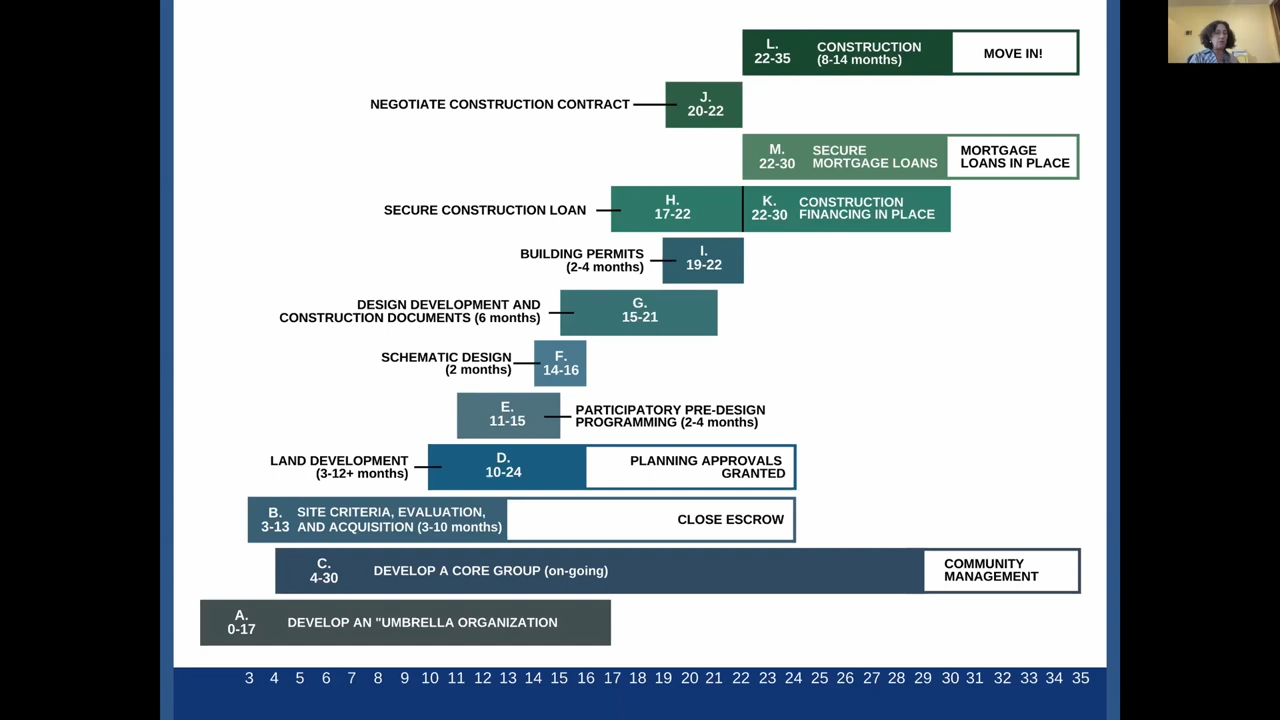 L.
22-35
CONSTRUCTION
(8-14 months)
MOVE IN!
NEGOTIATE CONSTRUCTION CONTRACT
J.
20-22
M.
22-30
SECURE
MORTGAGE LOANS
MORTGAGE
LOANS IN PLACE
SECURE CONSTRUCTION LOAN
H.
17-22
K.
22-30
CONSTRUCTION
FINANCING IN PLACE
BUILDING PERMITS
(2-4 months)
I.
19-22
DESIGN DEVELOPMENT AND
CONSTRUCTION DOCUMENTS (6 months)
G.
15-21
SCHEMATIC DESIGN
(2 months)
F.
14-16
E.
11-15
PARTICIPATORY PRE-DESIGN
PROGRAMMING (2-4 months)
LAND DEVELOPMENT
(3-12+ months)
D.
10-24
PLANNING APPROVALS
GRANTED
B.
3-13
SITE CRITERIA, EVALUATION,
AND ACQUISITION (3-10 months)
CLOSE ESCROW
C.
4-30
DEVELOP A CORE GROUP (on-going)
COMMUNITY
MANAGEMENT
A.
0-17
DEVELOP AN "UMBRELLA ORGANIZATION
3 4 5 6 7 8 9 10 11 12 13 14 15 16 17 18 19 20 21 22 23 24 25 26 27 28 29 30 31 32 33 34 35